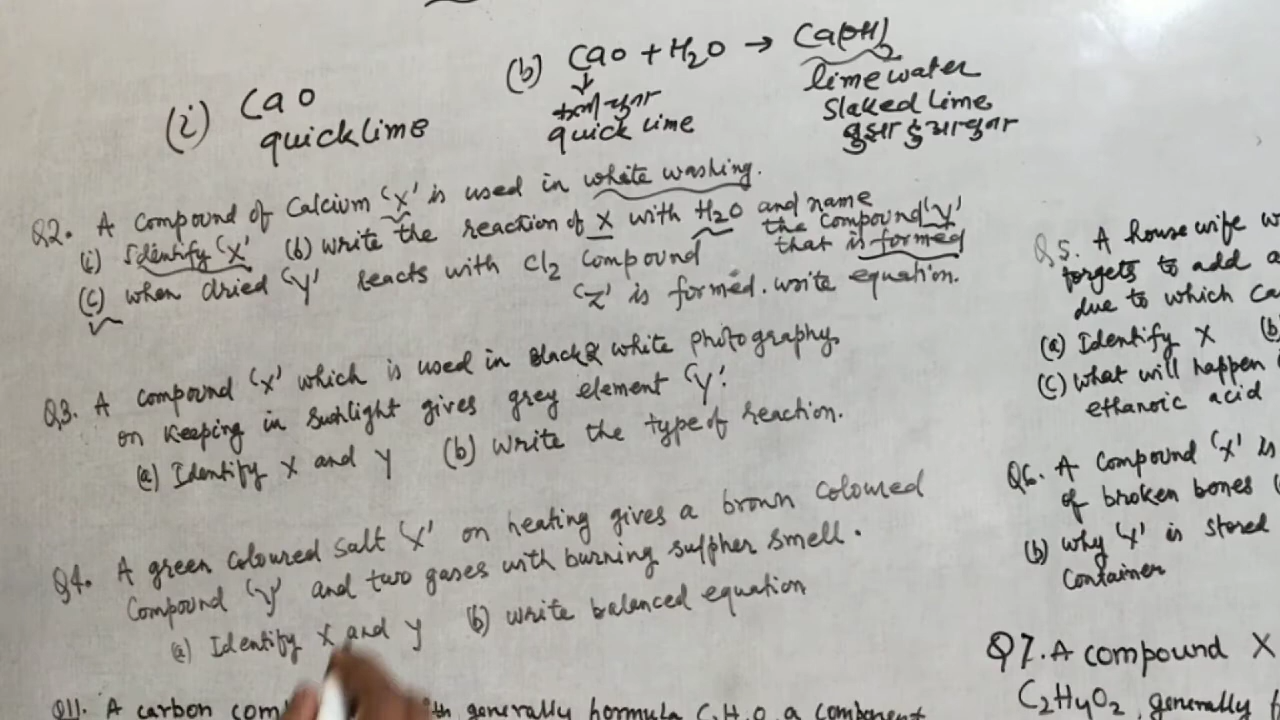 (i) CaO
quicklime
(b) CaO + H2O → Ca(OH)2
quick lime
limewater
Slaked Lime
बुझा हुआ चुना
Q2. A compound of Calcium 'X' is used in white washing.
(i) Identify 'X' (b) write the reaction of X with H2O and name the compound 'Y' that is formed
(c) when dried 'Y' reacts with Cl2 compound 'Z' is formed. write equation.
Q3. A compound 'X' which is used in Black & white photography,
on keeping in sunlight gives grey element 'Y'.
(a) Identify X and Y (b) Write the type of reaction.
Q4. A green coloured salt 'X' on heating gives a brown coloured
Compound 'Y' and two gases with burning sulpher smell.
(a) Identify X and Y (b) write balanced equation
Q11. A carbon generally formula a component
Q5. A house wife
forgets to add a
due to which
(a) Identify X (b)
(c) What will happen
ethanoic acid
Q6. A compound 'X' is
of broken bones
(b) why 'X' is stored
Container
Q7. A compound X
C2H4O2, generally